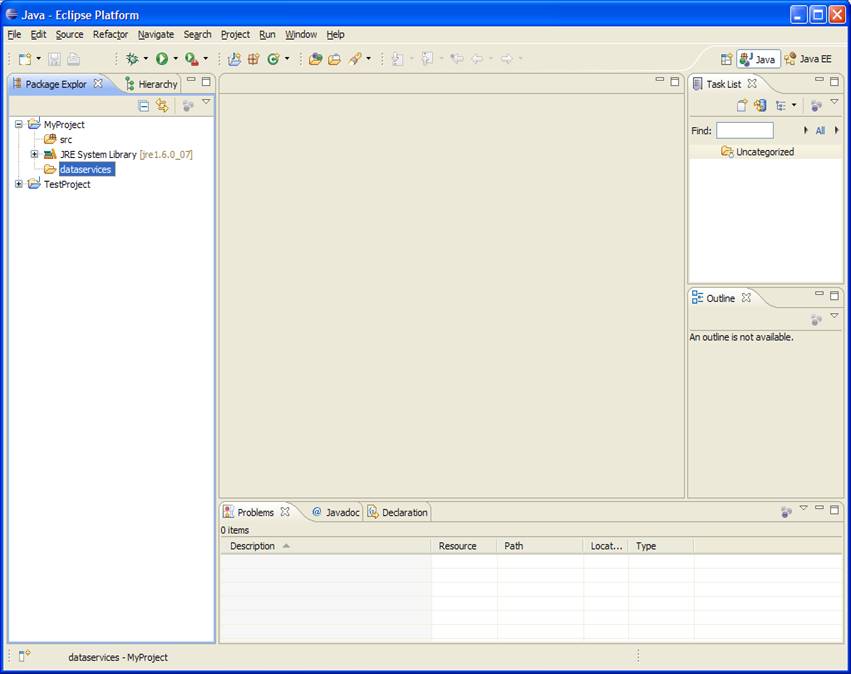 Java - Eclipse Platform
File Edit Source Refactor Navigate Search Project Run Window Help
Java Java EE
Package Explor Hierarchy
MyProject
src
JRE System Library [jre1.6.0_07]
dataservices
TestProject
Task List
Find: All
Uncategorized
Outline
An outline is not available.
Problems @ Javadoc Declaration
0 items
Description Resource Path Locat... Type
dataservices - MyProject